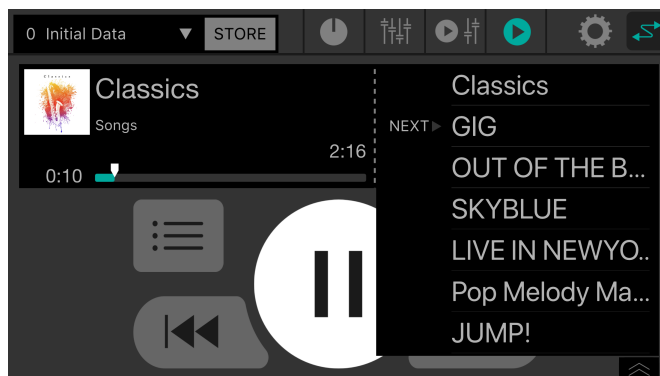 0 Initial Data ▼ STORE
Classics
Classics
Songs
2:16
0:10
Classics
NEXT▶ GIG
OUT OF THE B...
SKYBLUE
LIVE IN NEWYO..
Pop Melody Ma...
JUMP!